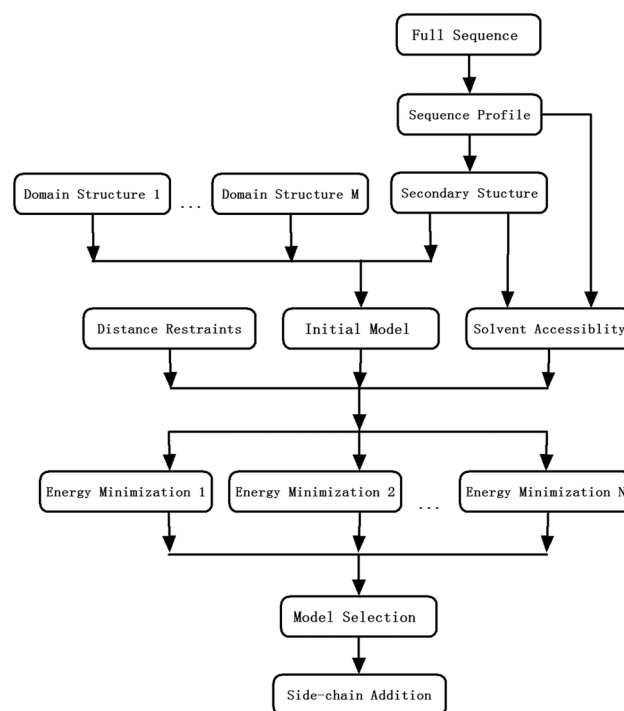 Full Sequence
Sequence Profile
Domain Structure 1
...
Domain Structure M
Secondary Stucture
Distance Restraints
Initial Model
Solvent Accessiblity
Energy Minimization 1
Energy Minimization 2
...
Energy Minimization N
Model Selection
Side-chain Addition